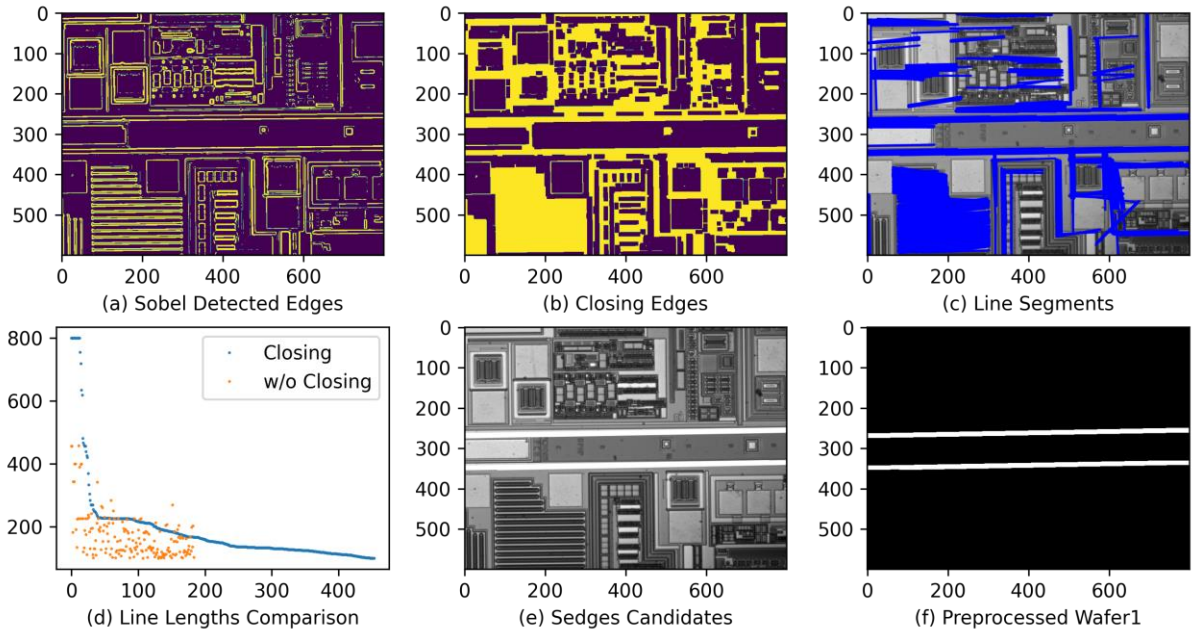 0
100
200
300
400
500
0 200 400 600
(a) Sobel Detected Edges
0
100
200
300
400
500
0 200 400 600
(b) Closing Edges
0
100
200
300
400
500
0 200 400 600
(c) Line Segments
800
600
400
200
0 100 200 300 400
Closing
w/o Closing
(d) Line Lengths Comparison
0
100
200
300
400
500
0 200 400 600
(e) Sedges Candidates
0
100
200
300
400
500
0 200 400 600
(f) Preprocessed Wafer1